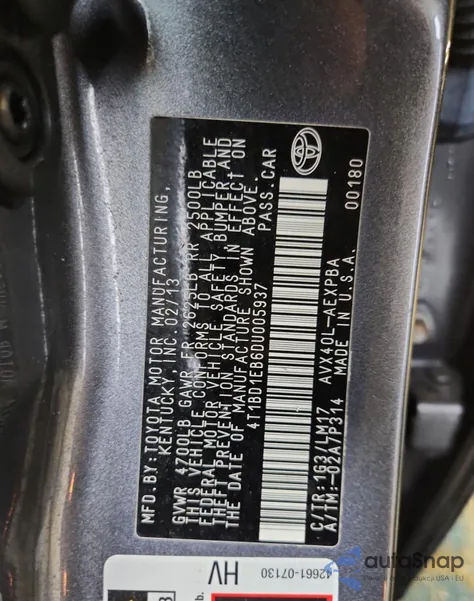 MFD. BY: TOYOTA MOTOR MANUFACTURING,
KENTUCKY, INC. 02/13
GVWR 4700LB GAWR FR 2625LB RR 2500LB
THIS VEHICLE CONFORMS TO ALL APPLICABLE
FEDERAL MOTOR VEHICLE SAFETY, BUMPER AND
THEFT PREVENTION STANDARDS IN EFFECT ON
THE DATE OF MANUFACTURE SHOWN ABOVE.
4T1BD1EB6DU005937 PASS.CAR
00180
C/TR:1G3/LM17 AVX40L-AEXPBA
A/TM:-02A7P314 MADE IN U.S.A.
42661-07130
HV
autoSnap